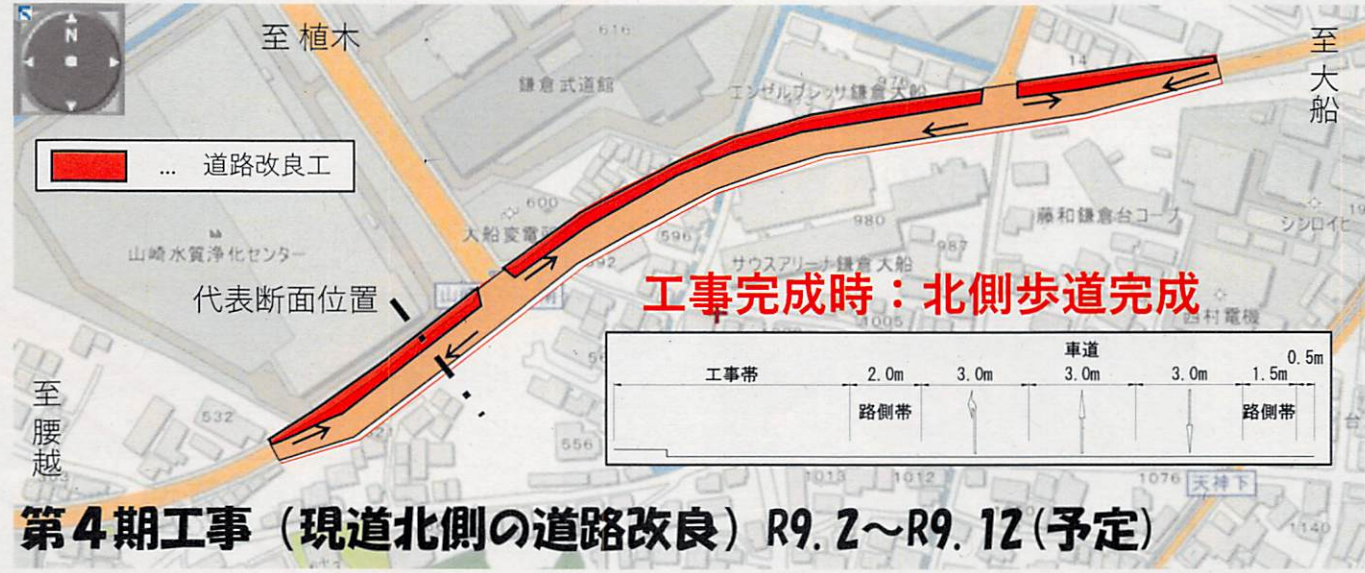 N
至 植木
616
14
至大船
鎌倉武道館
976
エンゼルプレッサ鎌倉大船
… 道路改良工
600
大船変電所
山崎水質浄化センター
596
592
980
987
サウスアリーナ鎌倉大船
藤和鎌倉台コープ
代表断面位置
工事完成時：北側歩道完成
1005
西村電機
車道
0.5m
工事帯
2.0m
3.0m
3.0m
3.0m
1.5m
路側帯
路側帯
至腰越
532
521
556
1013
1012
1076
天神下
1140
第4期工事（現道北側の道路改良）R9.2～R9.12(予定)